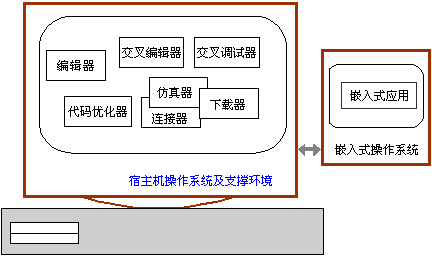 交叉编辑器
交叉调试器
编辑器
仿真器
代码优化器
连接器
下载器
宿主机操作系统及支撑环境
嵌入式应用
嵌入式操作系统